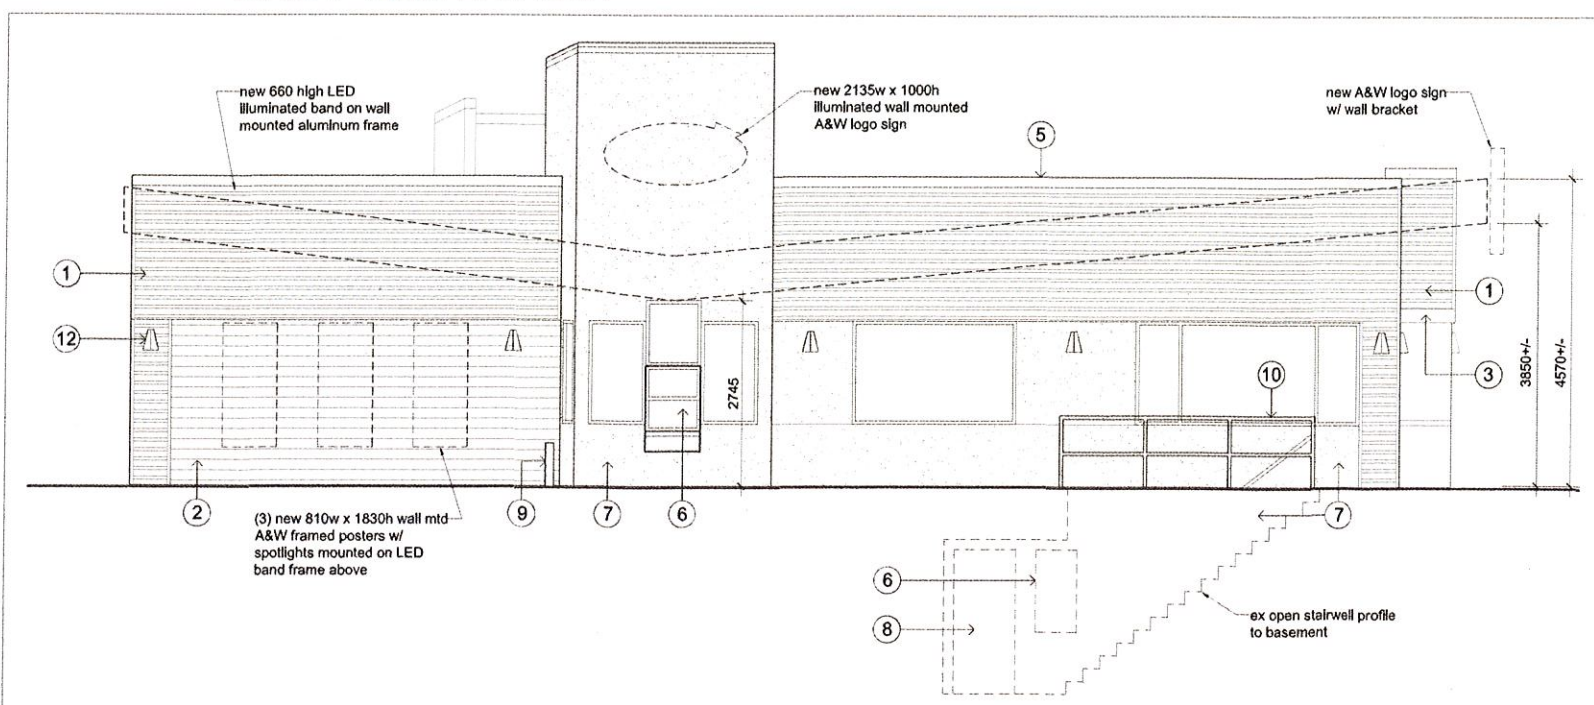 new 660 high LED
illuminated band on wall
mounted aluminum frame
new 2135w x 1000h
illuminated wall mounted
A&W logo sign
new A&W logo sign
w/ wall bracket
5
1
1
12
3
10
2745
3850+/-
4570+/-
2
9
7
6
7
(3) new 810w x 1830h wall mtd
A&W framed posters w/
spotlights mounted on LED
band frame above
6
8
ex open stairwell profile
to basement